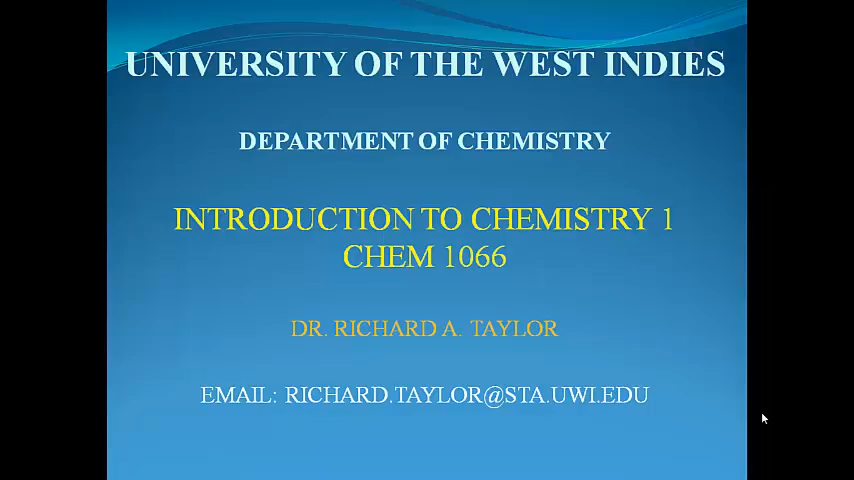 UNIVERSITY OF THE WEST INDIES
DEPARTMENT OF CHEMISTRY
INTRODUCTION TO CHEMISTRY 1
CHEM 1066
DR. RICHARD A. TAYLOR
EMAIL: RICHARD.TAYLOR@STA.UWI.EDU